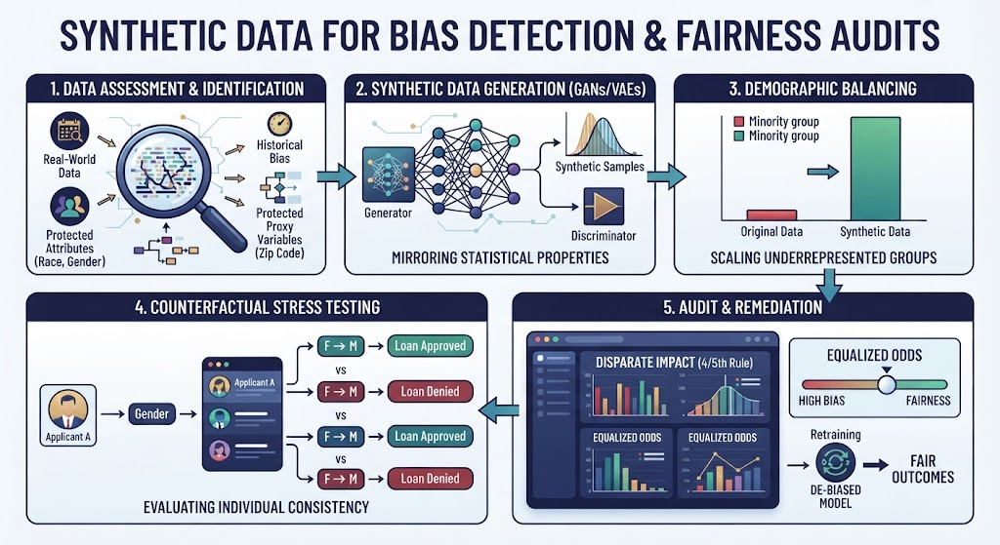 SYNTHETIC DATA FOR BIAS DETECTION & FAIRNESS AUDITS
1. DATA ASSESSMENT & IDENTIFICATION
Real-World
Data
Protected
Attributes
(Race, Gender)
Historical
Bias
Protected
Proxy
Variables
(Zip Code)
2. SYNTHETIC DATA GENERATION (GANs/VAEs)
Generator
Synthetic Samples
Discriminator
MIRRORING STATISTICAL PROPERTIES
3. DEMOGRAPHIC BALANCING
Minority group
Minority group
Original Data
Synthetic Data
SCALING UNDERREPRESENTED GROUPS
4. COUNTERFACTUAL STRESS TESTING
Applicant A
Gender
Applicant A
F → M
Loan Approved
VS
F → M
Loan Denied
VS
F → M
Loan Approved
VS
F → M
Loan Denied
EVALUATING INDIVIDUAL CONSISTENCY
5. AUDIT & REMEDIATION
DISPARATE IMPACT (4/5th Rule)
EQUALIZED ODDS
EQUALIZED ODDS
EQUALIZED ODDS
HIGH BIAS
FAIRNESS
Retraining
DE-BIASED
MODEL
FAIR
OUTCOMES